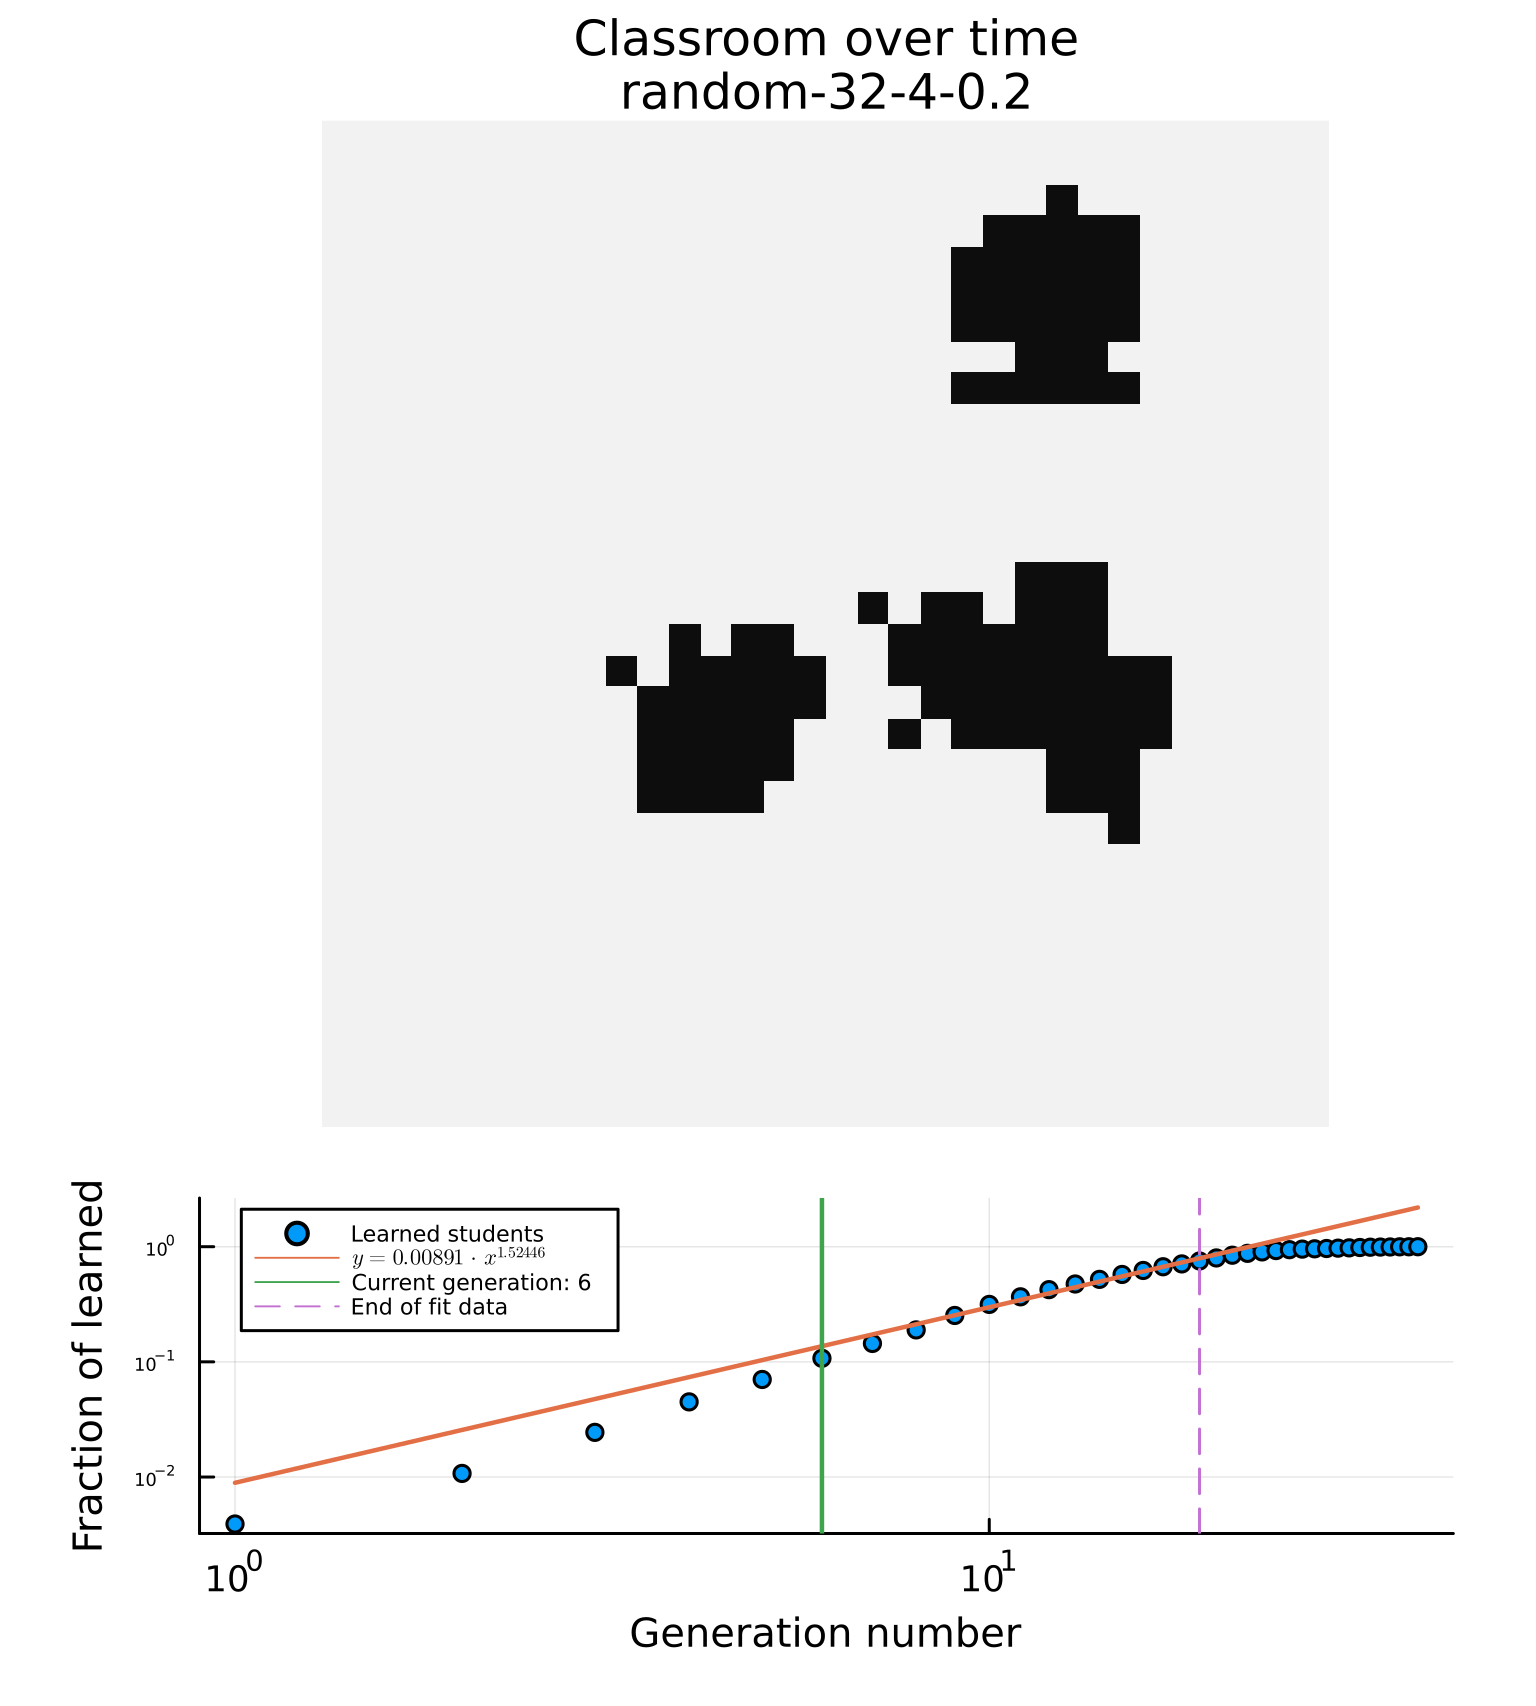 Classroom over time
random-32-4-0.2
Fraction of learned
10⁰
10⁻¹
10⁻²
Learned students
y = 0.00891 · x^1.52446
Current generation: 6
End of fit data
10⁰
10¹
Generation number